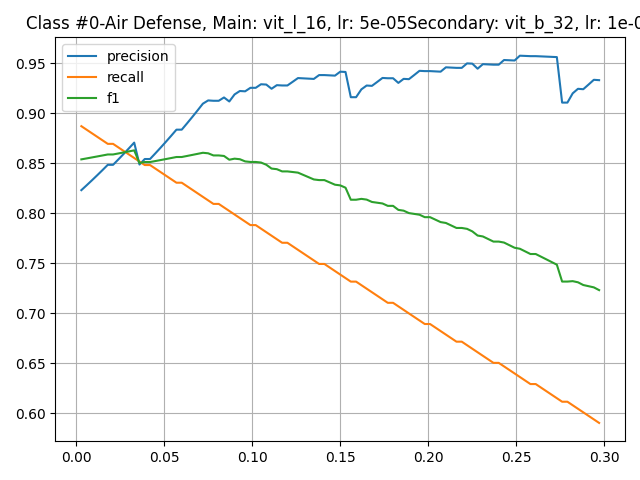 Class #0-Air Defense, Main: vit_l_16, lr: 5e-05Secondary: vit_b_32, lr: 1e-0
precision
recall
f1
0.95
0.90
0.85
0.80
0.75
0.70
0.65
0.60
0.00 0.05 0.10 0.15 0.20 0.25 0.30